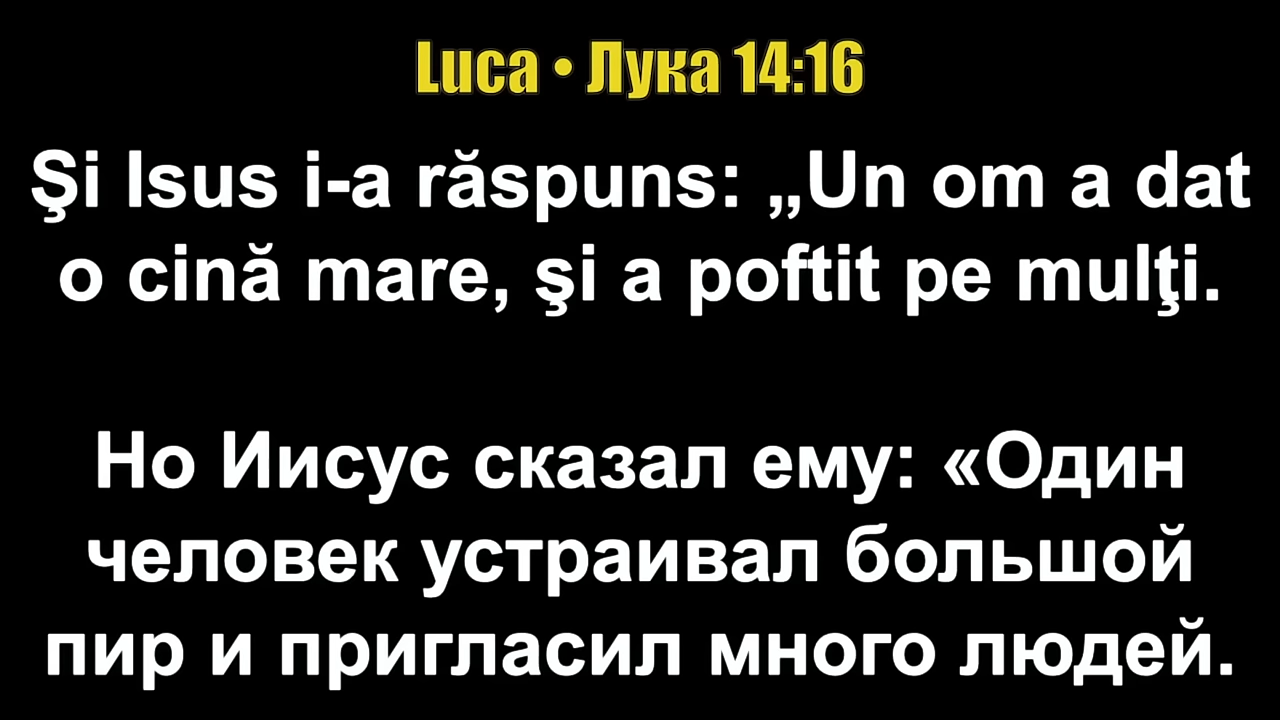 Luca • Лука 14:16
Şi Isus i-a răspuns: „Un om a dat
o cină mare, şi a poftit pe mulţi.
Но Иисус сказал ему: «Один
человек устраивал большой
пир и пригласил много людей.